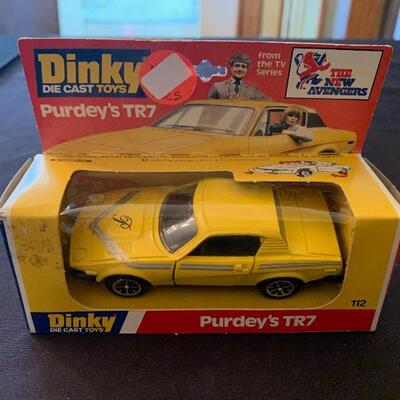 Dinky
DIE CAST TOYS
from the
TV
Series
THE
NEW
AVENGERS
Purdey's TR7
P
112
Dinky
DIE CAST TOYS
Purdey's TR7